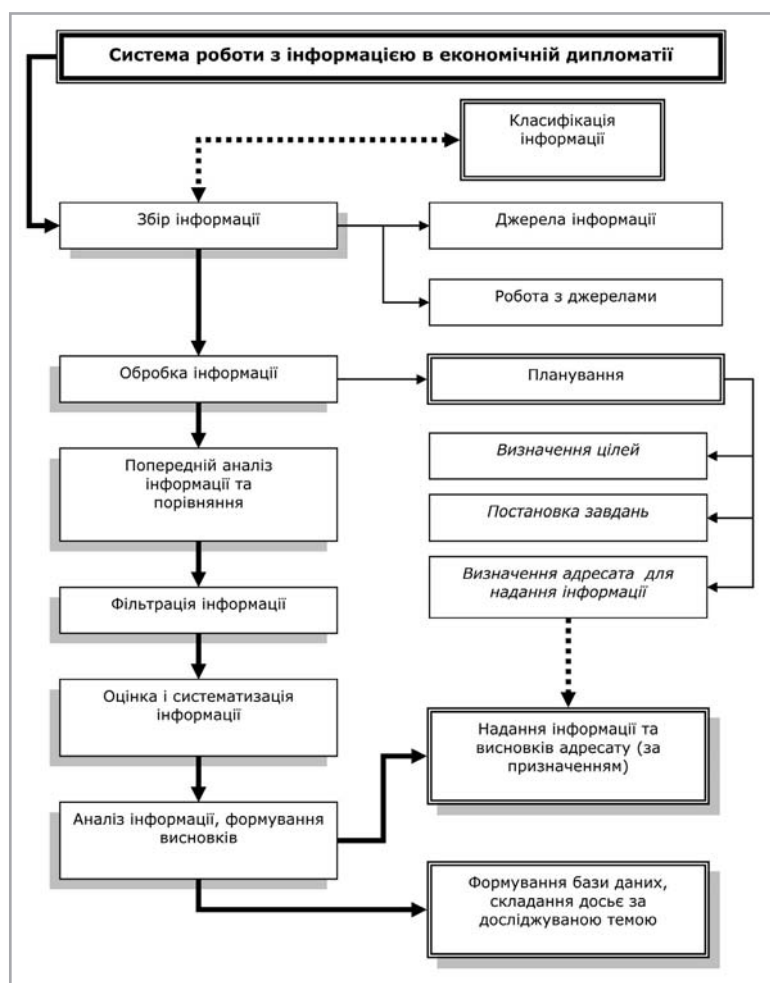 Система роботи з інформацією в економічній дипломатії
Класифікація
інформації
Збір інформації
Джерела інформації
Робота з джерелами
Обробка інформації
Планування
Визначення цілей
Попередній аналіз
інформації та
порівняння
Постановка завдань
Визначення адресата для
надання інформації
Фільтрація інформації
Оцінка і систематизація
інформації
Надання інформації та
висновків адресату (за
призначенням)
Аналіз інформації, формування
висновків
Формування бази даних,
складання досьє за
досліджуваною темою